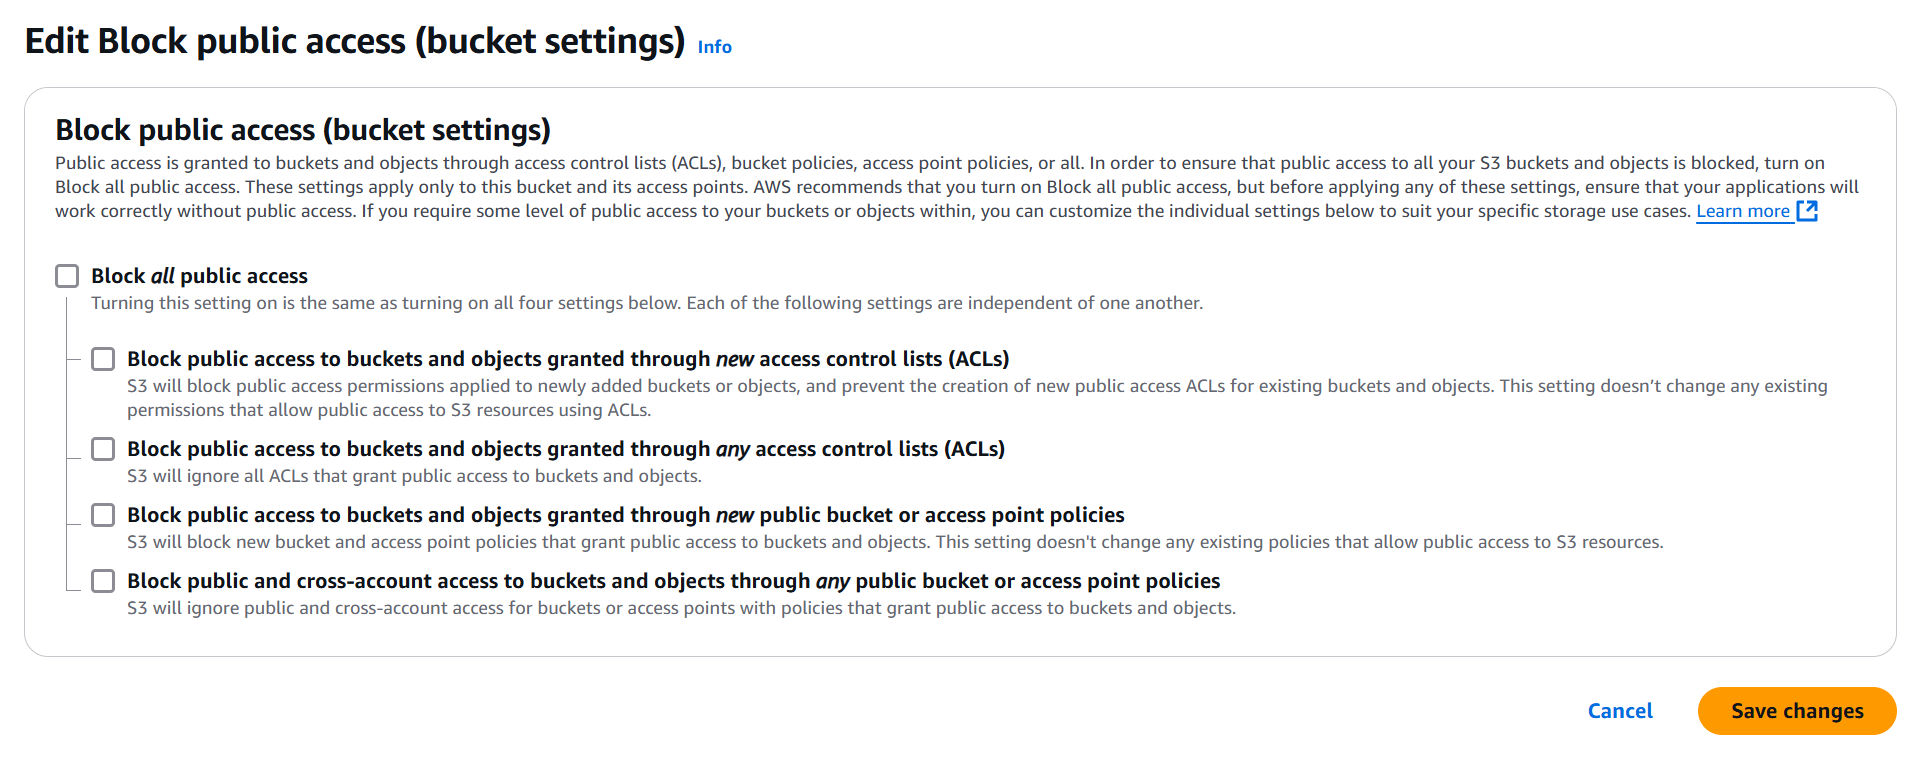 Edit Block public access (bucket settings) Info
Block public access (bucket settings)
Public access is granted to buckets and objects through access control lists (ACLs), bucket policies, access point policies, or all. In order to ensure that public access to all your S3 buckets and objects is blocked, turn on
Block all public access. These settings apply only to this bucket and its access points. AWS recommends that you turn on Block all public access, but before applying any of these settings, ensure that your applications will
work correctly without public access. If you require some level of public access to your buckets or objects within, you can customize the individual settings below to suit your specific storage use cases. Learn more
Block all public access
Turning this setting on is the same as turning on all four settings below. Each of the following settings are independent of one another.
Block public access to buckets and objects granted through new access control lists (ACLs)
S3 will block public access permissions applied to newly added buckets or objects, and prevent the creation of new public access ACLs for existing buckets and objects. This setting doesn’t change any existing
permissions that allow public access to S3 resources using ACLs.
Block public access to buckets and objects granted through any access control lists (ACLs)
S3 will ignore all ACLs that grant public access to buckets and objects.
Block public access to buckets and objects granted through new public bucket or access point policies
S3 will block new bucket and access point policies that grant public access to buckets and objects. This setting doesn't change any existing policies that allow public access to S3 resources.
Block public and cross-account access to buckets and objects through any public bucket or access point policies
S3 will ignore public and cross-account access for buckets or access points with policies that grant public access to buckets and objects.
Cancel Save changes